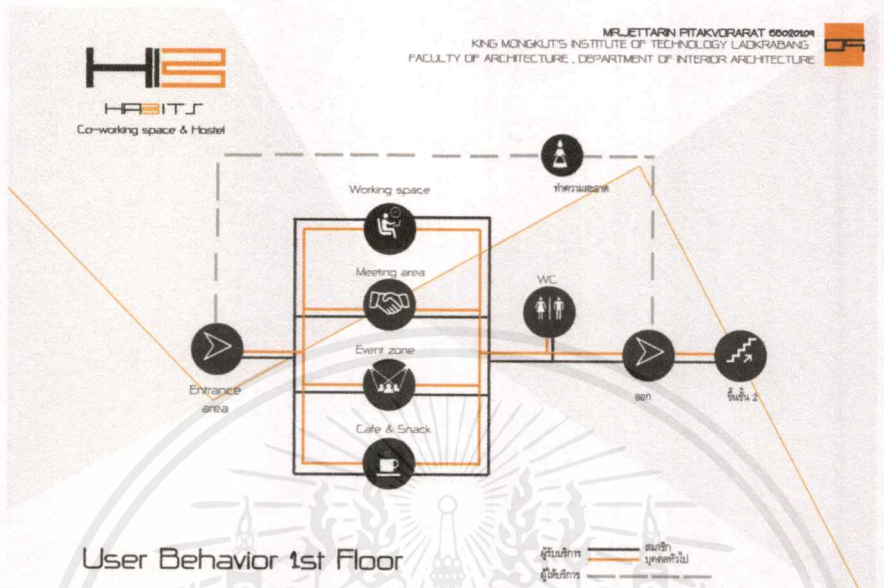 MR.JETTARIN PITAKVORARAT 55020104
KING MONGKUT'S INSTITUTE OF TECHNOLOGY LADKRABANG
FACULTY OF ARCHITECTURE , DEPARTMENT OF INTERIOR ARCHITECTURE
HABITS
Co-working space & Hostel
ทำความสะอาด
Working space
Meeting area
WC
Event zone
Entrance
area
ออก
ขึ้นชั้น 2
Cafe & Snack
User Behavior 1st Floor
ผู้รับบริการ สมาชิก
บุคคลทั่วไป
ผู้ให้บริการ